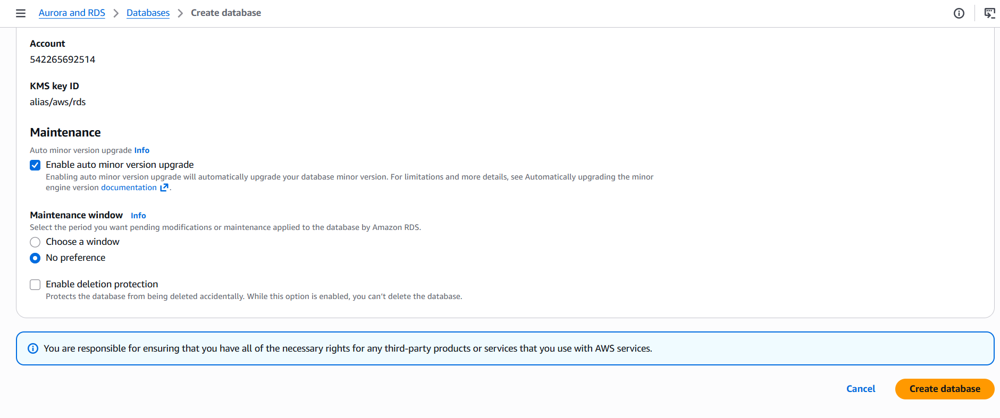 Aurora and RDS > Databases > Create database
Account
542265692514
KMS key ID
alias/aws/rds
Maintenance
Auto minor version upgrade Info
Enable auto minor version upgrade
Enabling auto minor version upgrade will automatically upgrade your database minor version. For limitations and more details, see Automatically upgrading the minor
engine version documentation .
Maintenance window Info
Select the period you want pending modifications or maintenance applied to the database by Amazon RDS.
Choose a window
No preference
Enable deletion protection
Protects the database from being deleted accidentally. While this option is enabled, you can’t delete the database.
You are responsible for ensuring that you have all of the necessary rights for any third-party products or services that you use with AWS services.
Cancel Create database